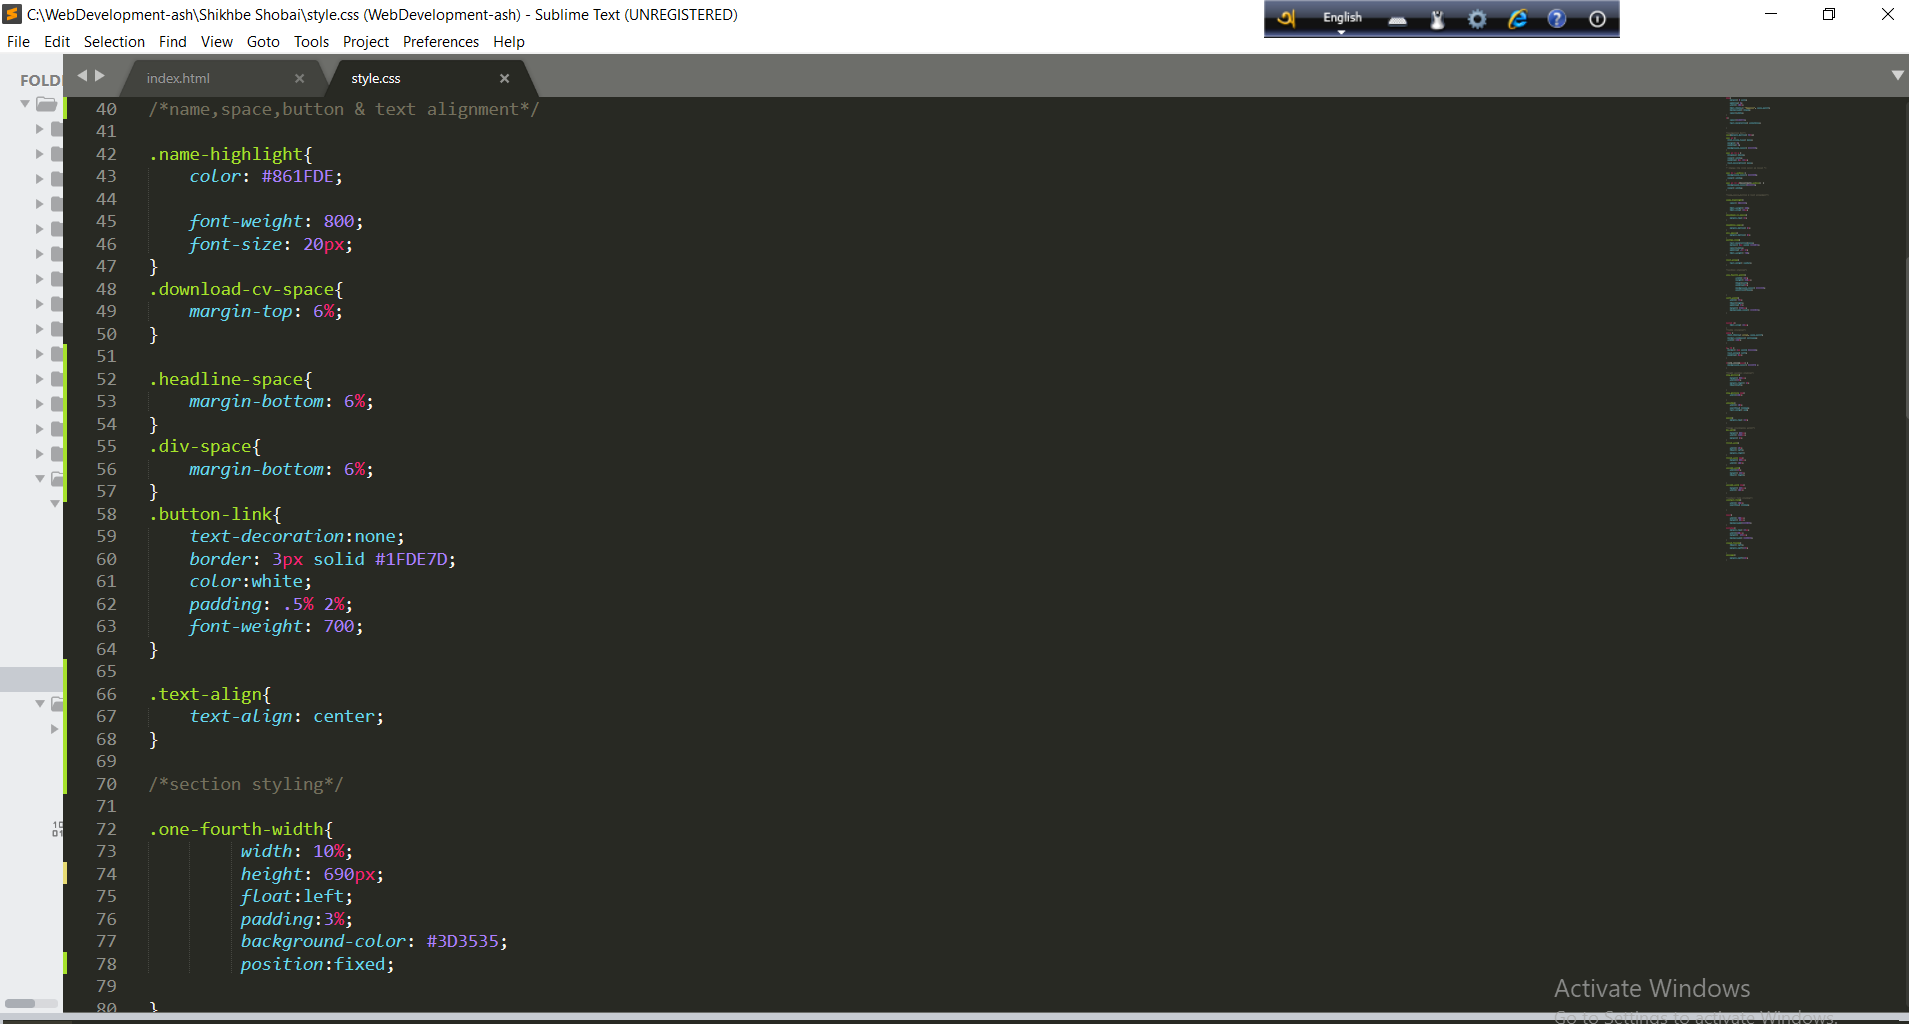 C:\WebDevelopment-ash\Shikhbe Shobai\style.css (WebDevelopment-ash) - Sublime Text (UNREGISTERED)
অ English
File Edit Selection Find View Goto Tools Project Preferences Help
FOLD
index.html × style.css ×
40 /*name,space,button & text alignment*/
41
42 .name-highlight{
43 color: #861FDE;
44
45 font-weight: 800;
46 font-size: 20px;
47 }
48 .download-cv-space{
49 margin-top: 6%;
50 }
51
52 .headline-space{
53 margin-bottom: 6%;
54 }
55 .div-space{
56 margin-bottom: 6%;
57 }
58 .button-link{
59 text-decoration:none;
60 border: 3px solid #1FDE7D;
61 color:white;
62 padding: .5% 2%;
63 font-weight: 700;
64 }
65
66 .text-align{
67 text-align: center;
68 }
69
70 /*section styling*/
71
72 .one-fourth-width{
73 width: 10%;
74 height: 690px;
75 float:left;
76 padding:3%;
77 background-color: #3D3535;
78 position:fixed;
79
80 }
Activate Windows
Go to Settings to activate Windows.